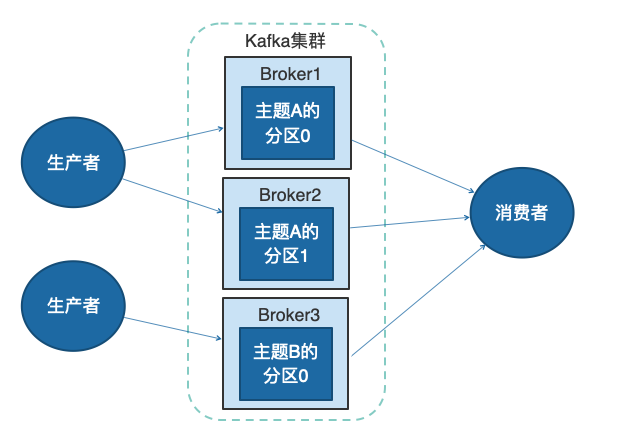 Kafka集群
Broker1
主题A的
分区0
生产者
Broker2
主题A的
分区1
消费者
生产者
Broker3
主题B的
分区0